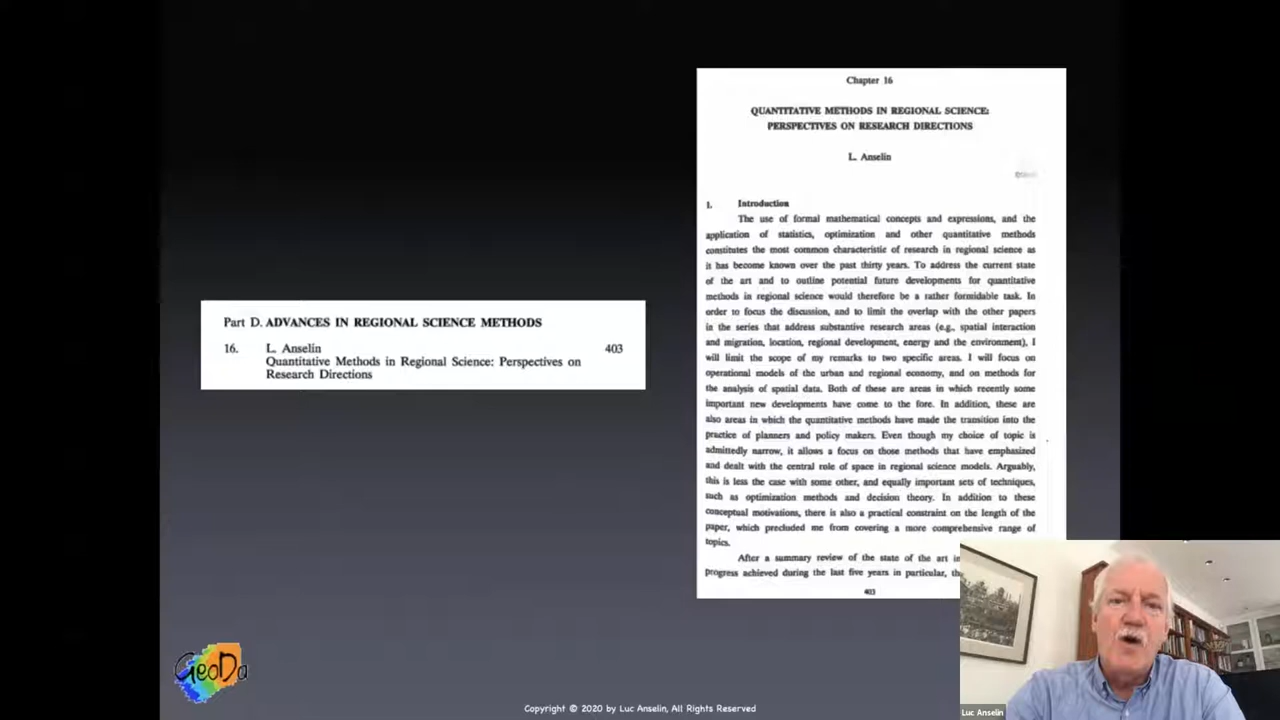 Part D. ADVANCES IN REGIONAL SCIENCE METHODS
16. L. Anselin 403
Quantitative Methods in Regional Science: Perspectives on
Research Directions
Chapter 16
QUANTITATIVE METHODS IN REGIONAL SCIENCE:
PERSPECTIVES ON RESEARCH DIRECTIONS
L. Anselin
1. Introduction
The use of formal mathematical concepts and expressions, and the
application of statistics, optimization and other quantitative methods
constitutes the most common characteristic of research in regional science as
it has become known over the past thirty years. To address the current state
of the art and to outline potential future developments for quantitative
methods in regional science would therefore be a rather formidable task. In
order to focus the discussion, and to limit the overlap with the other papers
in the series that address substantive research areas (e.g., spatial interaction
and migration, location, regional development, energy and the environment), I
will limit the scope of my remarks to two specific areas. I will focus on
operational models of the urban and regional economy, and on methods for
the analysis of spatial data. Both of these are areas in which recently some
important new developments have come to the fore. In addition, these are
also areas in which the quantitative methods have made the transition into the
practice of planners and policy makers. Even though my choice of topic is
admittedly narrow, it allows a focus on those methods that have emphasized
and dealt with the central role of space in regional science models. Arguably,
this is less the case with some other, and equally important sets of techniques,
such as optimization methods and decision theory. In addition to these
conceptual motivations, there is also a practical constraint on the length of the
paper, which precluded me from covering a more comprehensive range of
topics.
After a summary review of the state of the art in
progress achieved during the last five years in particular,
403
GeoDa
Copyright © 2020 by Luc Anselin, All Rights Reserved
Luc Anselin